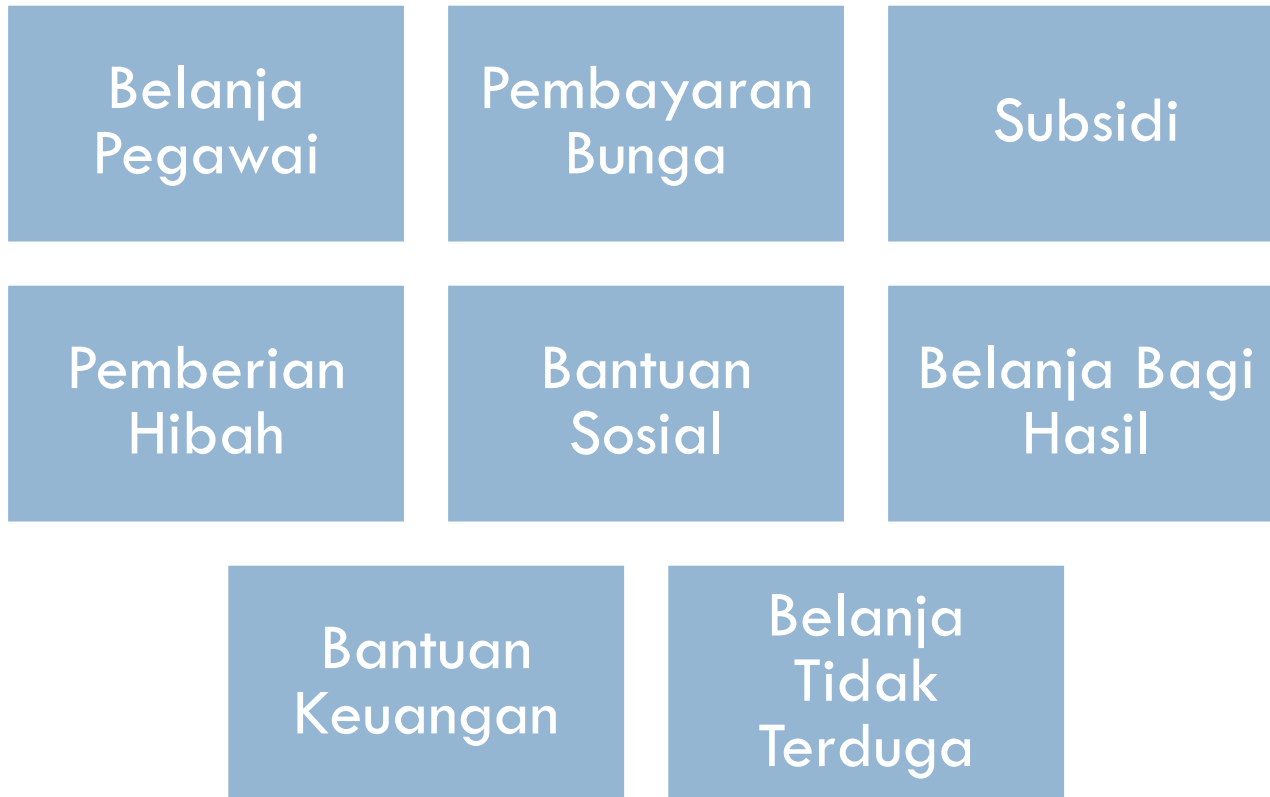 Belanja
Pegawai
Pembayaran
Bunga
Subsidi
Pemberian
Hibah
Bantuan
Sosial
Belanja Bagi
Hasil
Bantuan
Keuangan
Belanja
Tidak
Terduga